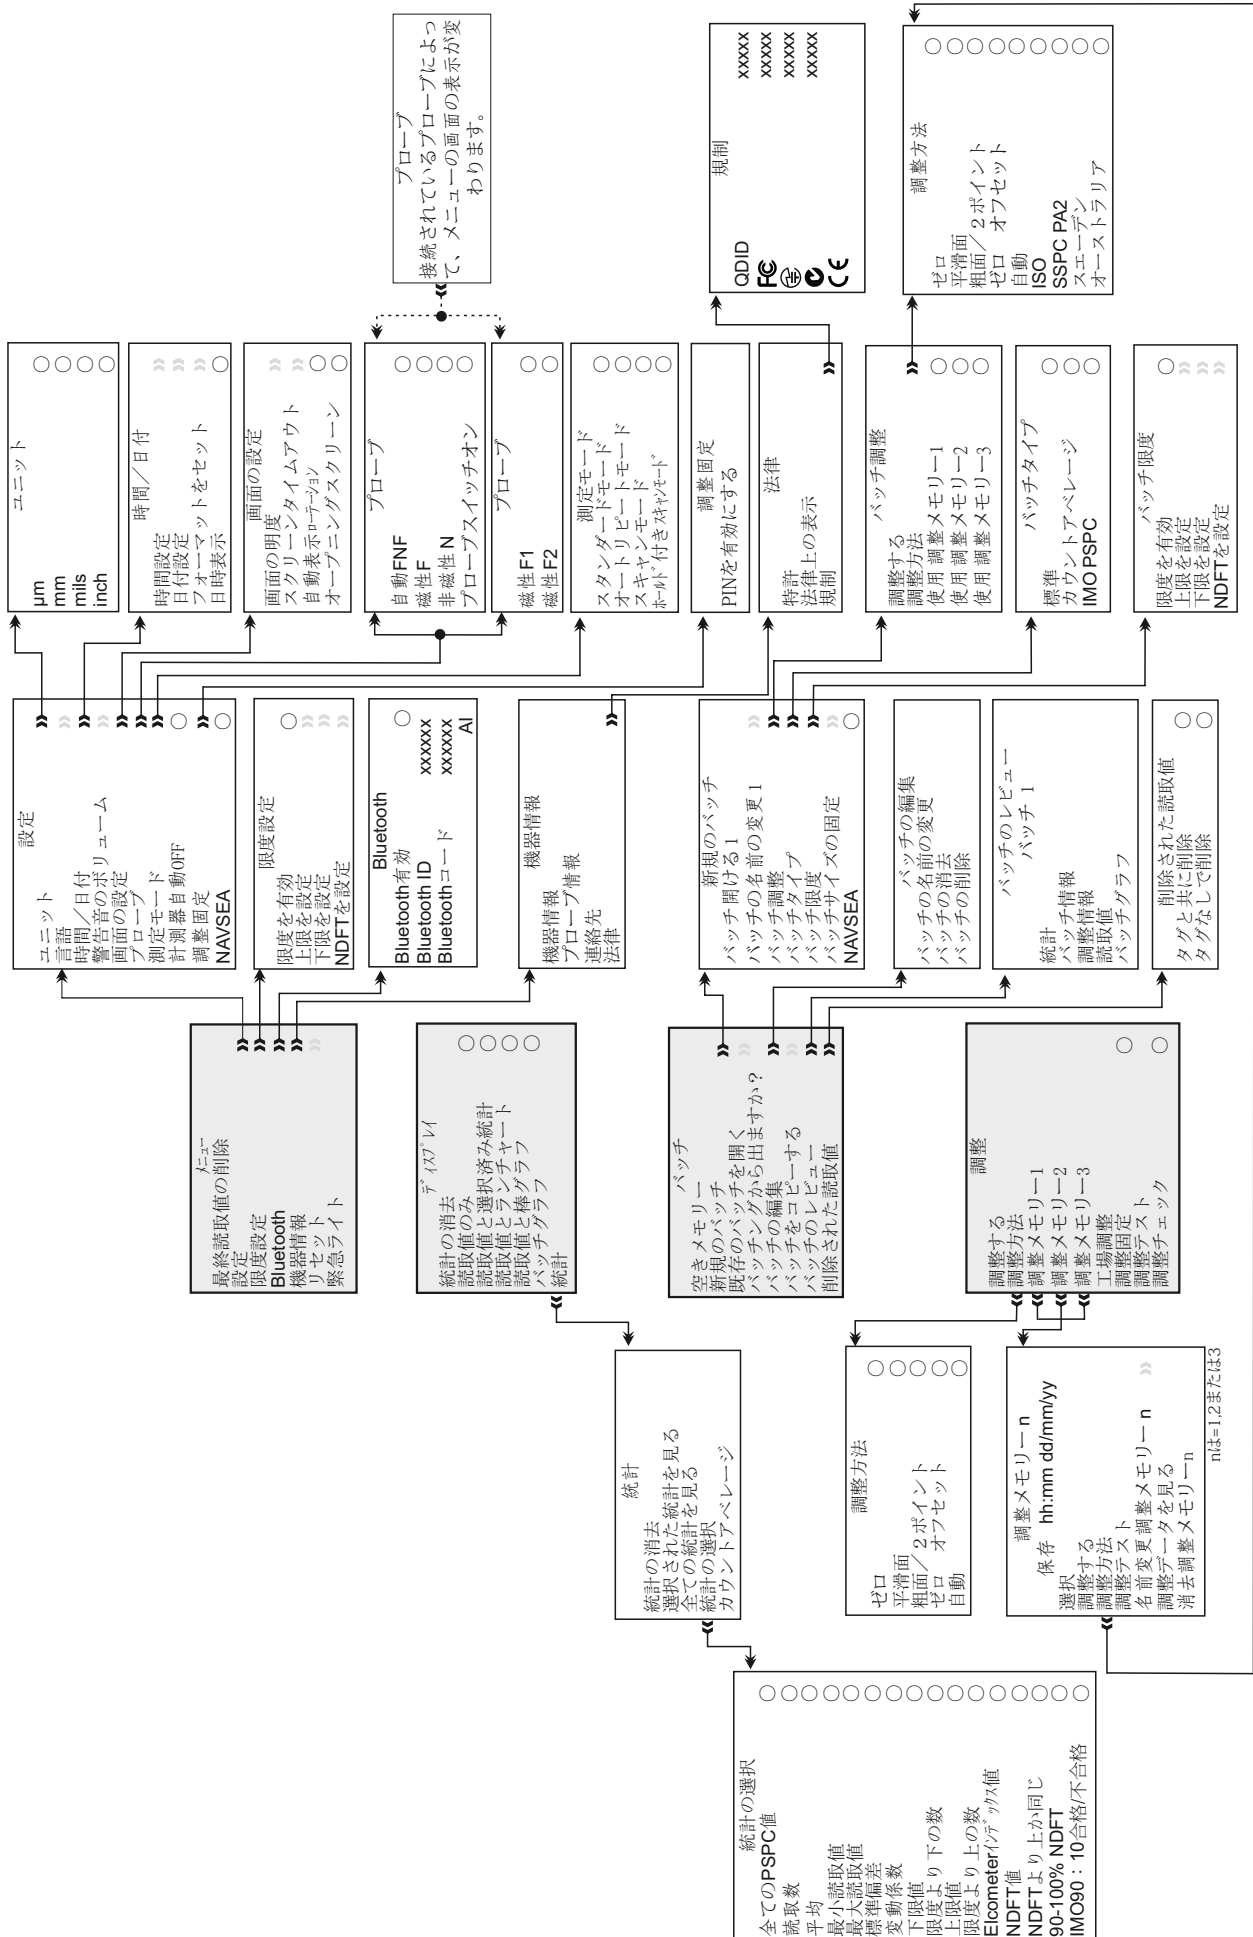 メニュー
最終読取値の削除
設定
限度設定
Bluetooth
機器情報
リセット
緊急ライト
ディスプレイ
統計の消去
読取値のみ
読取値と選択済み統計
読取値とランチャート
読取値と棒グラフ
バッチグラフ
統計
バッチ
空きメモリー
新規のバッチ
既存のバッチを開く
バッチングから出ますか？
バッチの編集
バッチをコピーする
バッチのレビュー
削除された読取値
調整
調整する
調整方法
調整メモリー1
調整メモリー2
調整メモリー3
工場調整
調整固定
調整テスト
調整チェック
設定
ユニット
言語
時間／日付
警告音のボリューム
画面の設定
プローブ
測定モード
計測器自動OFF
調整固定
NAVSEA
限度設定
限度を有効
上限を設定
下限を設定
NDFTを設定
Bluetooth
Bluetooth有効
Bluetooth ID xxxxxx
Bluetoothコード xxxxxx
AI
機器情報
機器情報
プローブ情報
連絡先
法律
新規のバッチ
バッチ開ける1
バッチの名前の変更1
バッチ調整
バッチタイプ
バッチ限度
バッチサイズの固定
NAVSEA
バッチの編集
バッチの名前の変更
バッチの消去
バッチの削除
バッチのレビュー
バッチ 1
統計
バッチ情報
調整情報
読取値
バッチグラフ
削除された読取値
タグと共に削除
タグなしで削除
ユニット
µm
mm
mils
inch
時間／日付
時間設定
日付設定
フォーマットをセット
日時表示
画面の設定
画面の明度
スクリーンタイムアウト
自動表示ローテーション
オープニングスクリーン
プローブ
自動FNF
磁性F
非磁性N
プローブスイッチオン
プローブ
磁性F1
磁性F2
測定モード
スタンダードモード
オートリピートモード
スキャンモード
ホールド付きスキャンモード
調整固定
PINを有効にする
法律
特許
法律上の表示
規制
バッチ調整
調整する
調整方法
使用調整メモリー1
使用調整メモリー2
使用調整メモリー3
バッチタイプ
標準
カウントアベレージ
IMO PSPC
バッチ限度
限度を有効
上限を設定
下限を設定
NDFTを設定
プローブ
接続されているプローブによっ
て、メニューの画面の表示が変
わります。
規制
QDID xxxxx
FC xxxxx
xxxxx
CE xxxxx
調整方法
ゼロ
平滑面
粗面／2ポイント
ゼロ オフセット
自動
ISO
SSPC PA2
スエーデン
オーストラリア
統計
統計の消去
選択された統計を見る
全ての統計を見る
統計の選択
カウントアベレージ
調整方法
ゼロ
平滑面
粗面／2ポイント
ゼロ オフセット
自動
調整メモリー n
保存 hh:mm dd/mm/yy
選択
調整する
調整方法
調整テスト
名前変更調整メモリー n
調整データを見る
消去調整メモリーn
nは=1,2または3
統計の選択
全てのPSPC値
読取数
平均
最小読取値
最大読取値
標準偏差
変動係数
下限値
限度より下の数
上限値
限度より上の数
Elcometerインデックス値
NDFT値
NDFTより上か同じ
90-100% NDFT
IMO90：10合格/不合格